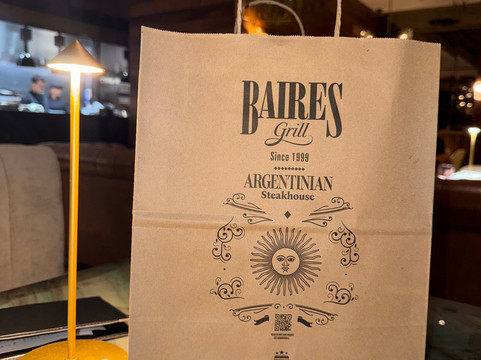 BAIRES
Grill
Since 1999
ARGENTINIAN
Steakhouse